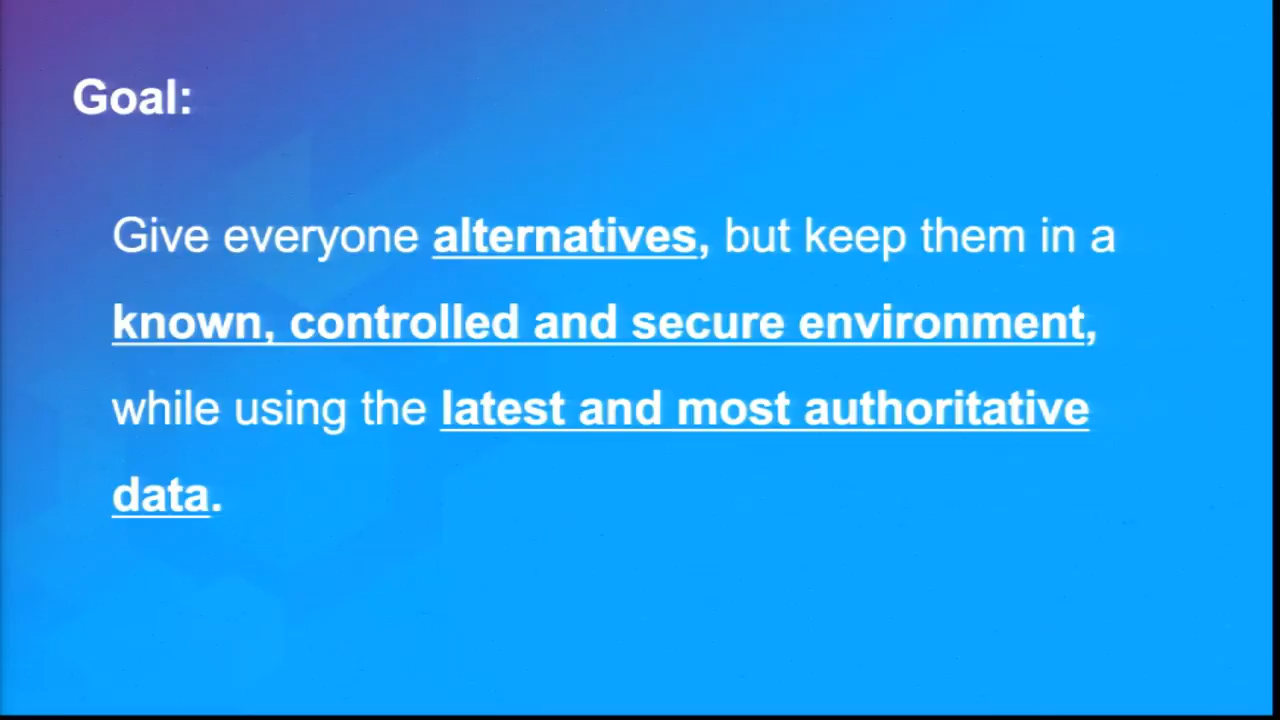 Goal:
Give everyone alternatives, but keep them in a
known, controlled and secure environment,
while using the latest and most authoritative
data.